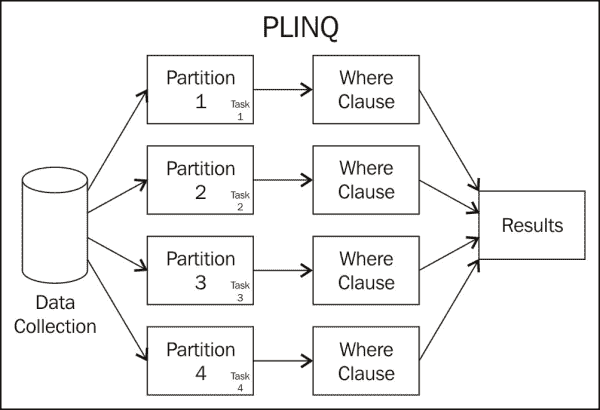 PLINQ
Partition
1
Task
1
Where
Clause
Partition
2
Task
2
Where
Clause
Data
Collection
Partition
3
Task
3
Where
Clause
Partition
4
Task
4
Where
Clause
Results